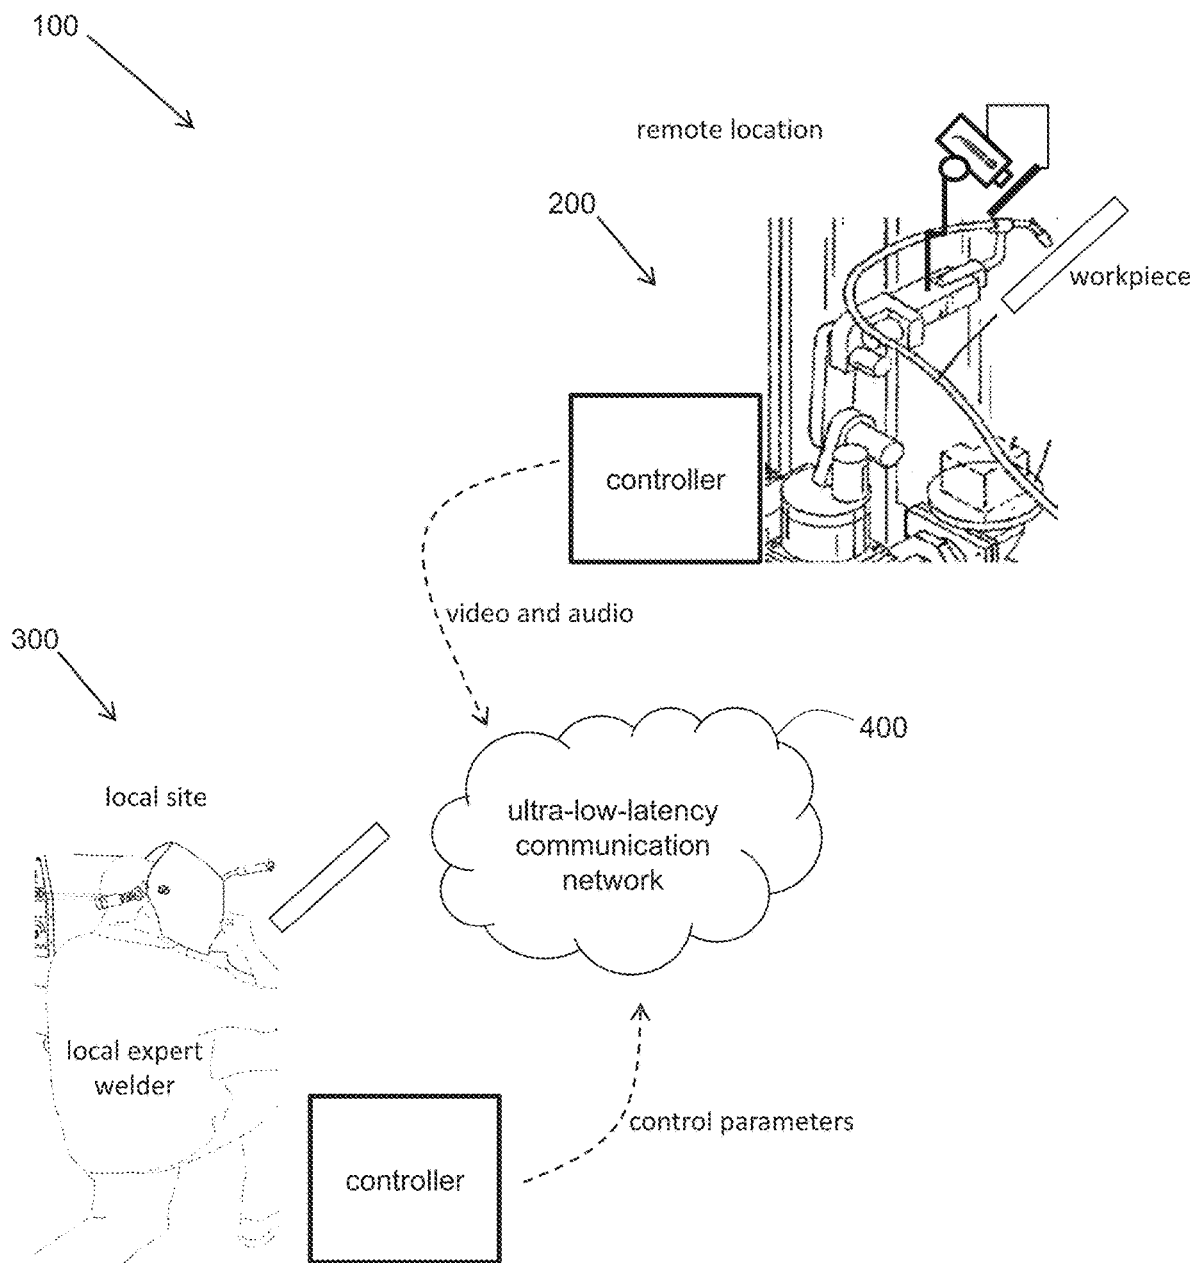 100
remote location
200
workpiece
controller
video and audio
300
400
local site
ultra-low-latency
communication
network
local expert
welder
control parameters
controller